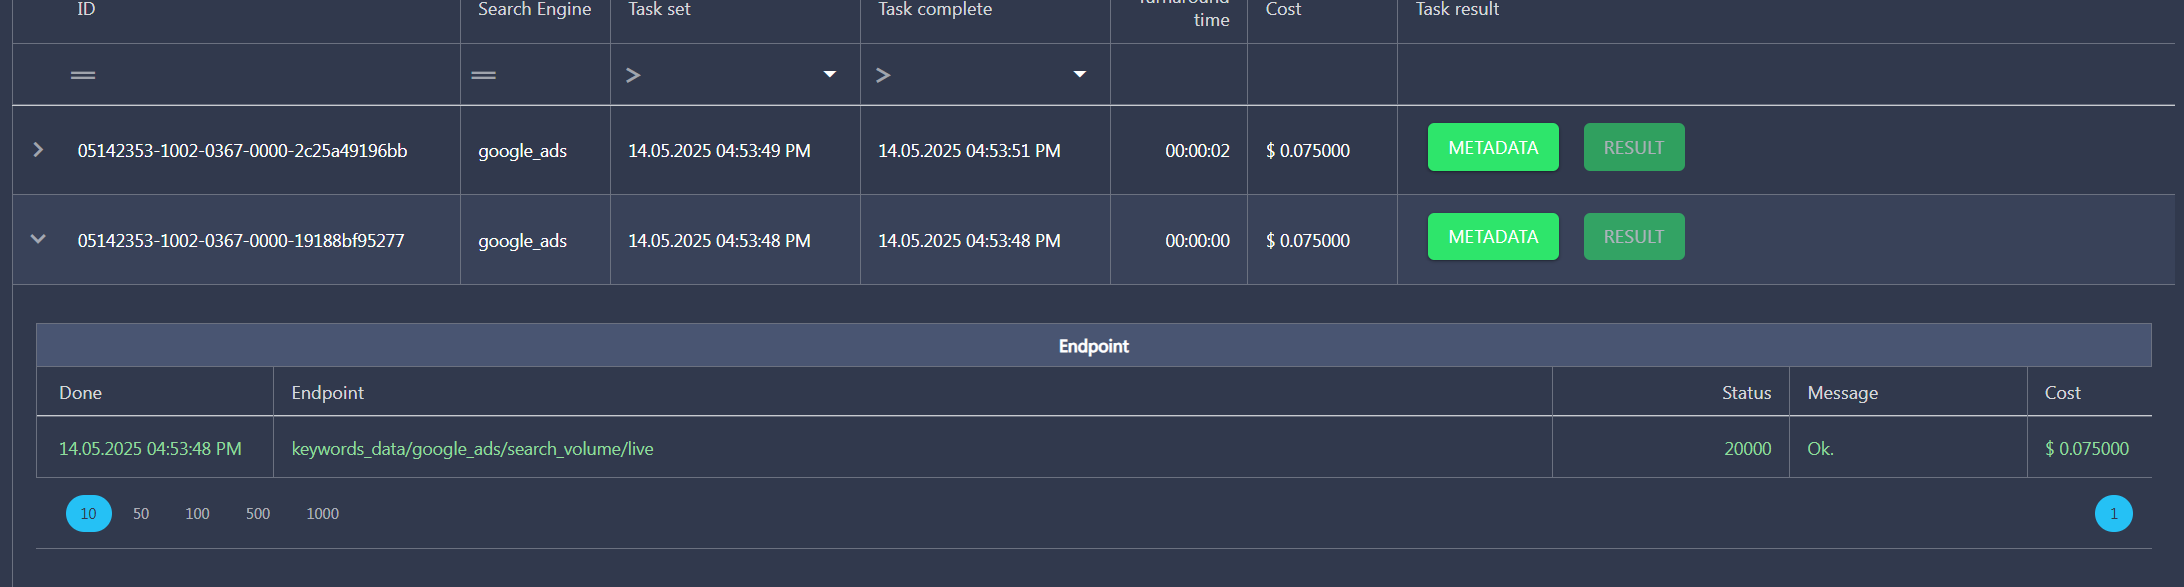 ID Search Engine Task set Task complete Turnaround time Cost Task result
== == > >
05142353-1002-0367-0000-2c25a49196bb google_ads 14.05.2025 04:53:49 PM 14.05.2025 04:53:51 PM 00:00:02 $ 0.075000 METADATA RESULT
05142353-1002-0367-0000-19188bf95277 google_ads 14.05.2025 04:53:48 PM 14.05.2025 04:53:48 PM 00:00:00 $ 0.075000 METADATA RESULT
Endpoint
Done Endpoint Status Message Cost
14.05.2025 04:53:48 PM keywords_data/google_ads/search_volume/live 20000 Ok. $ 0.075000
10 50 100 500 1000 1